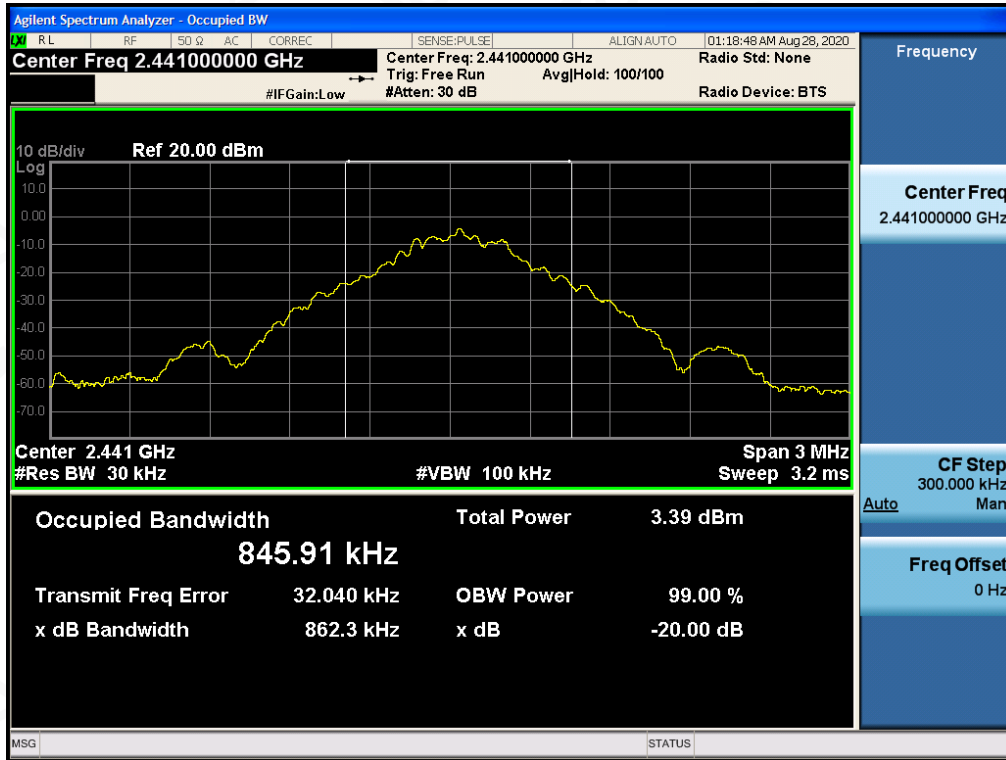 Agilent Spectrum Analyzer - Occupied BW
LXI RL RF 50 Ω AC CORREC SENSE:PULSE ALIGN AUTO 01:18:48 AM Aug 28, 2020
Center Freq 2.441000000 GHz
Center Freq: 2.441000000 GHz
Radio Std: None
Trig: Free Run Avg|Hold: 100/100
#IFGain:Low
#Atten: 30 dB
Radio Device: BTS
10 dB/div Ref 20.00 dBm
Log
10.0
0.00
-10.0
-20.0
-30.0
-40.0
-50.0
-60.0
-70.0
Center 2.441 GHz Span 3 MHz
#Res BW 30 kHz #VBW 100 kHz Sweep 3.2 ms
Occupied Bandwidth Total Power 3.39 dBm
845.91 kHz
Transmit Freq Error 32.040 kHz OBW Power 99.00 %
x dB Bandwidth 862.3 kHz x dB -20.00 dB
MSG STATUS
Frequency
Center Freq
2.441000000 GHz
CF Step
300.000 kHz
Auto Man
Freq Offset
0 Hz